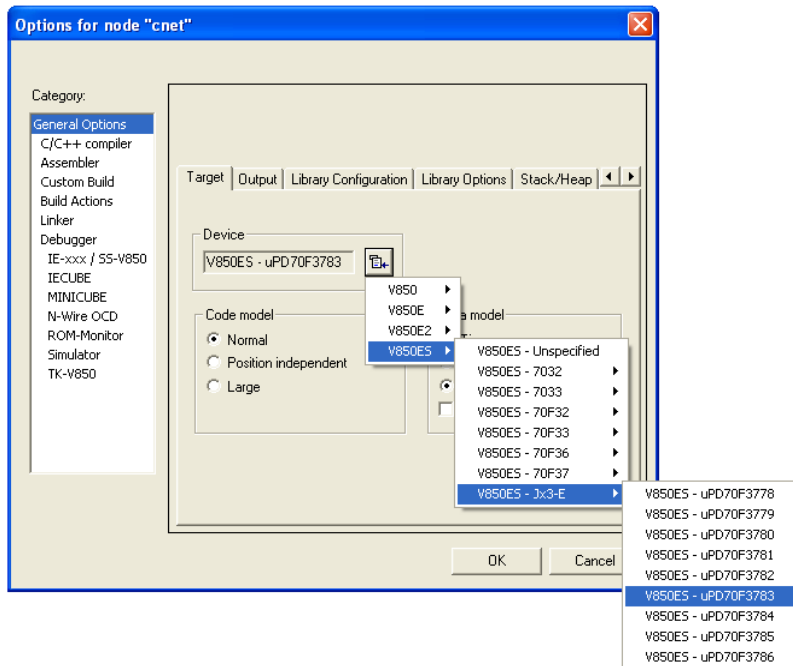 Options for node "cnet"
Category:
General Options
C/C++ compiler
Assembler
Custom Build
Build Actions
Linker
Debugger
IE-xxx / SS-V850
IECUBE
MINICUBE
N-Wire OCD
ROM-Monitor
Simulator
TK-V850
Target
Output
Library Configuration
Library Options
Stack/Heap
Device
V850ES - uPD70F3783
Code model
Normal
Position independent
Large
a model
V850
V850E
V850E2
V850ES
V850ES - Unspecified
V850ES - 7032
V850ES - 7033
V850ES - 70F32
V850ES - 70F33
V850ES - 70F36
V850ES - 70F37
V850ES - Jx3-E
V850ES - uPD70F3778
V850ES - uPD70F3779
V850ES - uPD70F3780
V850ES - uPD70F3781
V850ES - uPD70F3782
V850ES - uPD70F3783
V850ES - uPD70F3784
V850ES - uPD70F3785
V850ES - uPD70F3786
OK
Cancel